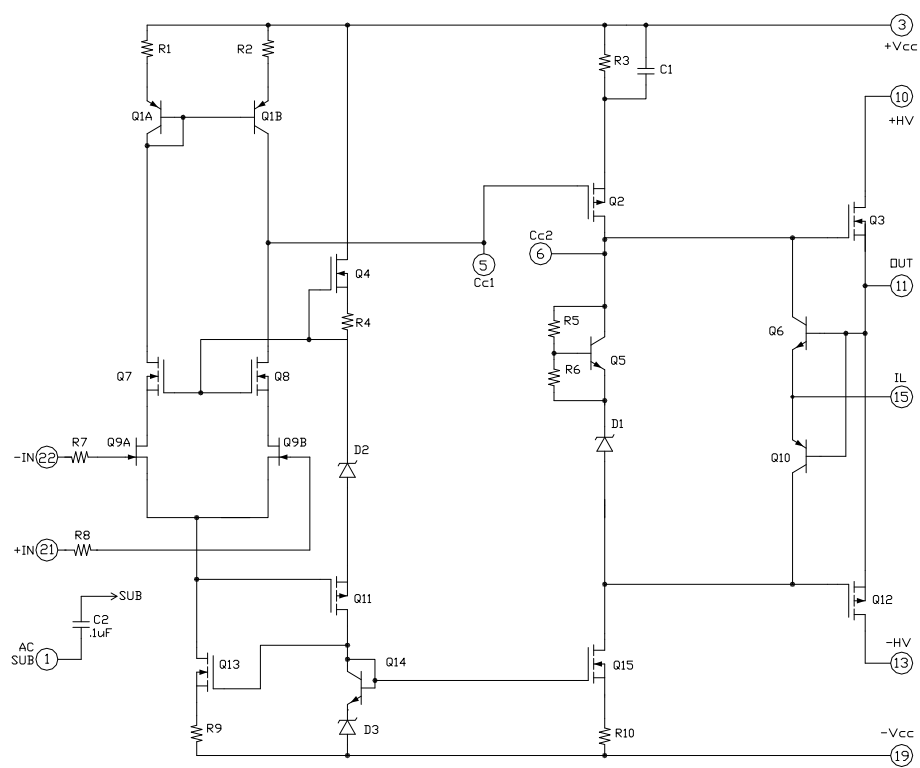 3
+Vcc
R1
R2
R3
C1
10
+HV
Q1A
Q1B
Q2
Q3
Cc2
6
5
Cc1
OUT
11
Q4
R4
R5
Q6
Q5
R6
Q7
Q8
IL
15
D1
-IN 22
R7
Q9A
Q9B
D2
Q10
+IN 21
R8
Q11
Q12
SUB
C2
.1uF
AC
SUB 1
Q13
Q14
Q15
-HV
13
R9
D3
R10
-Vcc
19